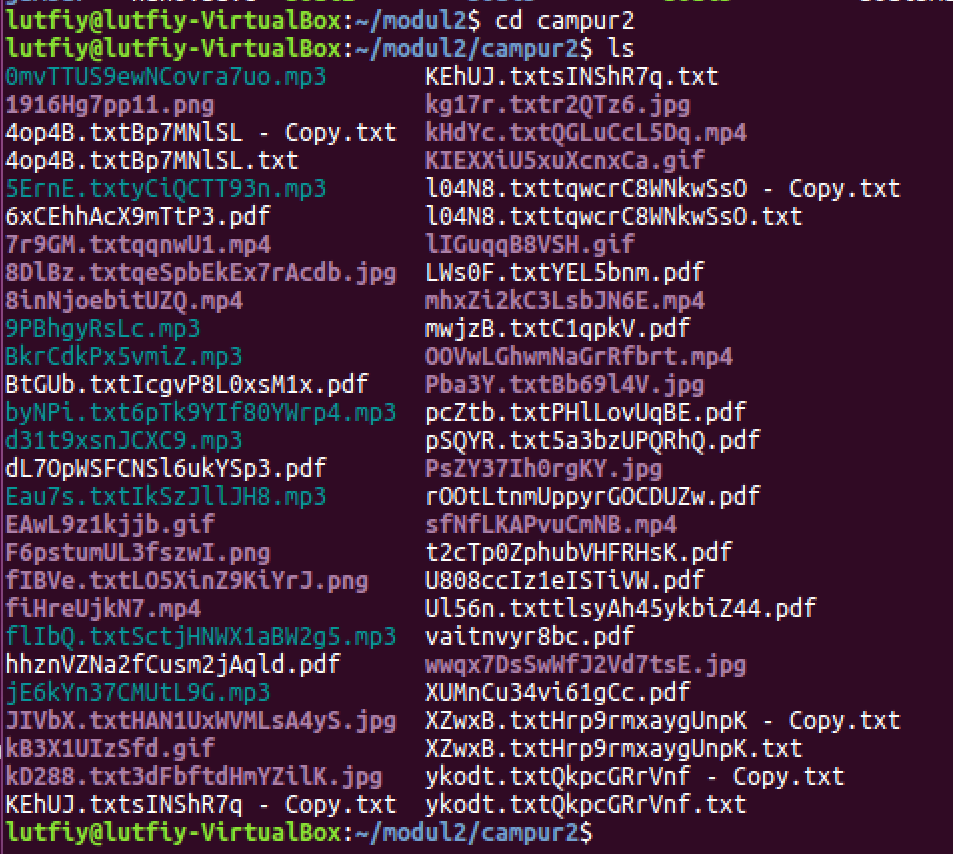 lutfiy@lutfiy-VirtualBox:~/modul2$ cd campur2
lutfiy@lutfiy-VirtualBox:~/modul2/campur2$ ls
0mvTTUS9ewNCovra7uo.mp3 KEhUJ.txtsINShR7q.txt
1916Hg7pp11.png kg17r.txtr2QTz6.jpg
4op4B.txtBp7MNlSL - Copy.txt kHdYc.txtQGLuCcL5Dq.mp4
4op4B.txtBp7MNlSL.txt KIEXXiU5xuXcnxCa.gif
5ErnE.txtyCiQCTT93n.mp3 l04N8.txttqwcrC8WNkwSsO - Copy.txt
6xCEhhAcX9mTtP3.pdf l04N8.txttqwcrC8WNkwSsO.txt
7r9GM.txtqqnwU1.mp4 lIGuqqB8VSH.gif
8DlBz.txtqeSpbEkEx7rAcdb.jpg LWs0F.txtYEL5bnm.pdf
8inNjoebitUZQ.mp4 mhxZi2kC3LsbJN6E.mp4
9PBhgyRsLc.mp3 mwjzB.txtC1qpkV.pdf
BkrCdkPx5vmiZ.mp3 OOVwLGhwmNaGrRfbrt.mp4
BtGUb.txtIcgvP8L0xsM1x.pdf Pba3Y.txtBb69l4V.jpg
byNPi.txt6pTk9YIf80YWrp4.mp3 pcZtb.txtPHlLovUqBE.pdf
d31t9xsnJCXC9.mp3 pSQYR.txt5a3bzUPQRhQ.pdf
dL7OpWSFCNSl6ukYSp3.pdf PsZY37Ih0rgKY.jpg
Eau7s.txtIkSzJllJH8.mp3 rOOtLtnmUppyrGOCDUZw.pdf
EAwL9z1kjjb.gif sfNfLKAPvuCmNB.mp4
F6pstumUL3fszwI.png t2cTp0ZphubVHFRHsK.pdf
fIBVe.txtLO5XinZ9KiYrJ.png U808ccIz1eISTiVW.pdf
fiHreUjkN7.mp4 Ul56n.txttlsyAh45ykbiZ44.pdf
flIbQ.txtSctjHNWX1aBW2g5.mp3 vaitnvyr8bc.pdf
hhznVZNa2fCusm2jAqld.pdf wwqx7DsSwWfJ2Vd7tsE.jpg
jE6kYn37CMUtL9G.mp3 XUMnCu34vi61gCc.pdf
JIVbX.txtHAN1UxWVMLsA4yS.jpg XZwxB.txtHrp9rmxaygUnpK - Copy.txt
kB3X1UIzSfd.gif XZwxB.txtHrp9rmxaygUnpK.txt
kD288.txt3dFbftdHmYZilK.jpg ykodt.txtQkpcGRrVnf - Copy.txt
KEhUJ.txtsINShR7q - Copy.txt ykodt.txtQkpcGRrVnf.txt
lutfiy@lutfiy-VirtualBox:~/modul2/campur2$